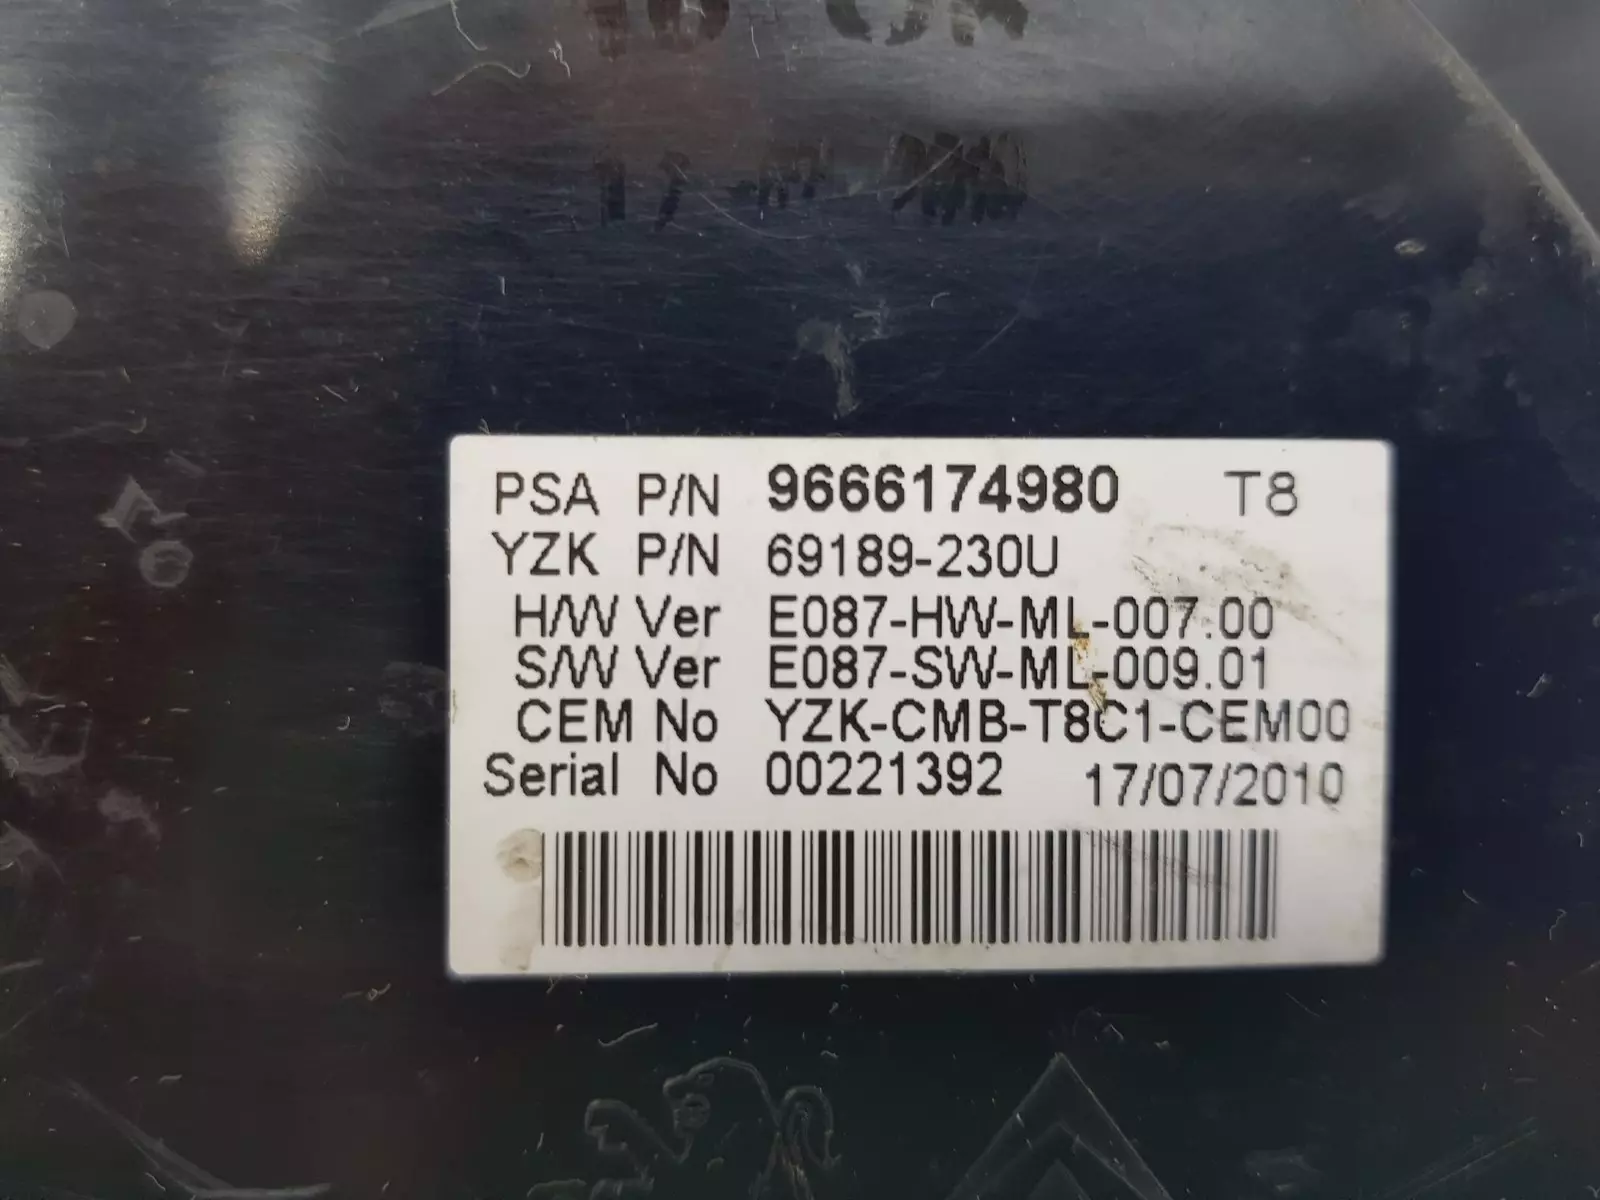 PSA P/N 9666174980 T8
YZK P/N 69189-230U
H/W Ver E087-HW-ML-007.00
S/W Ver E087-SW-ML-009.01
CEM No YZK-CMB-T8C1-CEM00
Serial No 00221392 17/07/2010